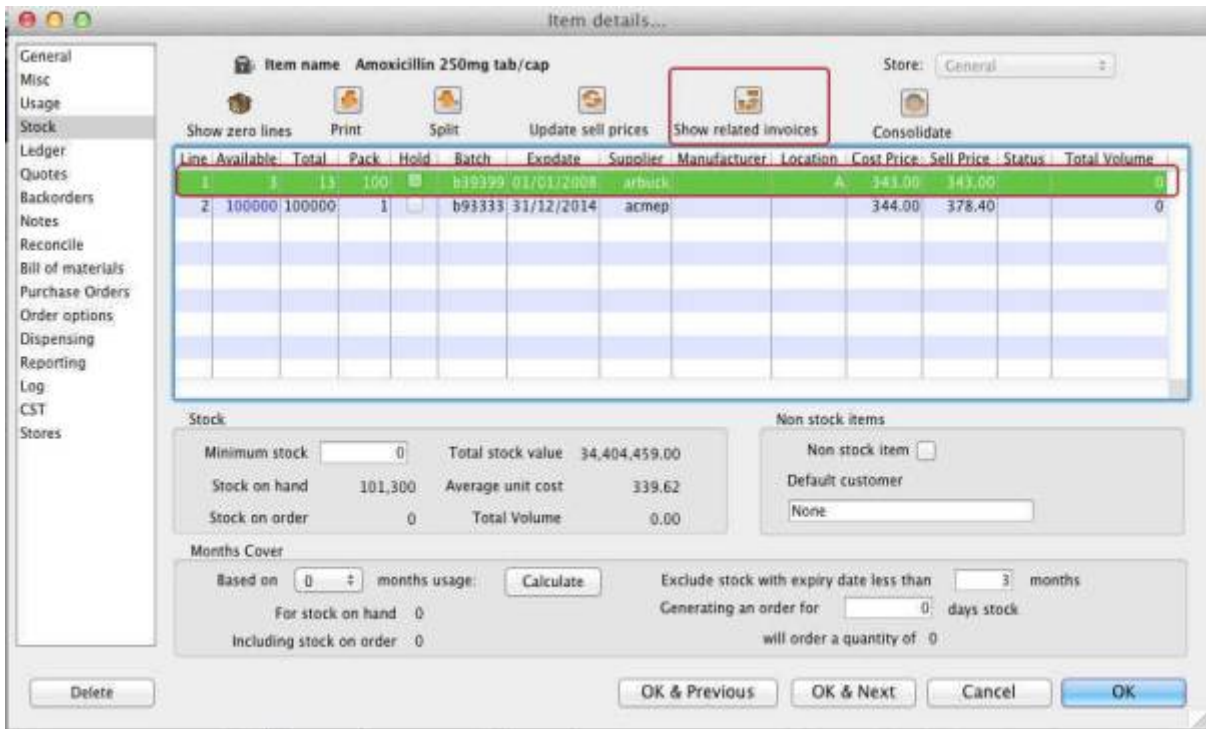 Item details...
General
Misc
Usage
Stock
Ledger
Quotes
Backorders
Notes
Reconcile
Bill of materials
Purchase Orders
Order options
Dispensing
Reporting
Log
CST
Stores
Item name Amoxicillin 250mg tab/cap
Store: General
Show zero lines Print Split Update sell prices Show related invoices Consolidate
Line Available Total Pack Hold Batch Expdate Supplier Manufacturer Location Cost Price Sell Price Status Total Volume
1 3 13 100 b39399 01/01/2008 arbuck A 343.00 343.00 0
2 100000 100000 1 b93333 31/12/2014 acmep 344.00 378.40 0
Stock
Minimum stock 0 Total stock value 34,404,459.00
Stock on hand 101,300 Average unit cost 339.62
Stock on order 0 Total Volume 0.00
Non stock items
Non stock item
Default customer
None
Months Cover
Based on 0 months usage: Calculate
For stock on hand 0
Including stock on order 0
Exclude stock with expiry date less than 3 months
Generating an order for 0 days stock
will order a quantity of 0
Delete OK & Previous OK & Next Cancel OK